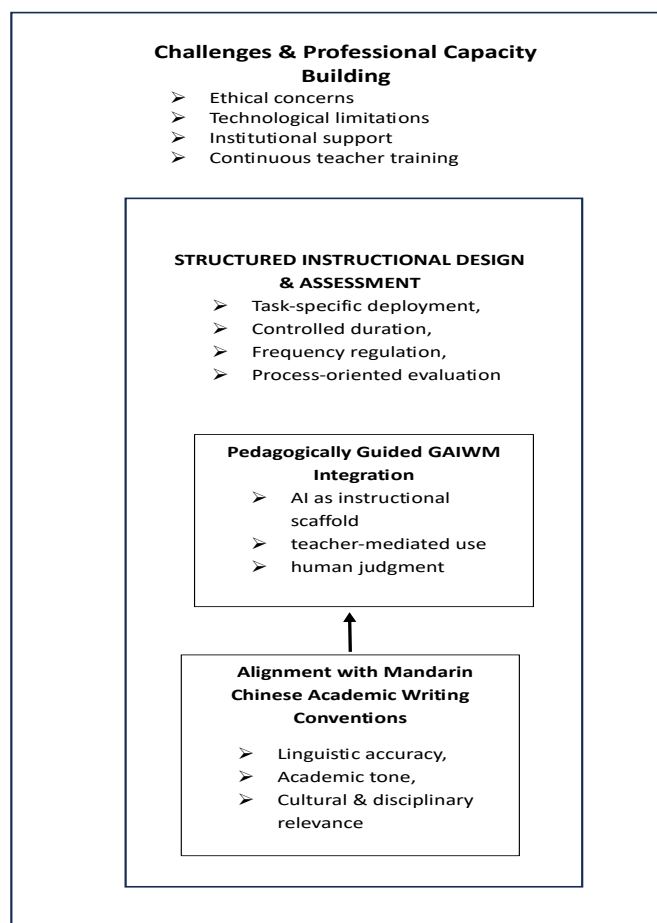 Challenges & Professional Capacity
Building
➢ Ethical concerns
➢ Technological limitations
➢ Institutional support
➢ Continuous teacher training
STRUCTURED INSTRUCTIONAL DESIGN
& ASSESSMENT
➢ Task-specific deployment,
➢ Controlled duration,
➢ Frequency regulation,
➢ Process-oriented evaluation
Pedagogically Guided GAIWM
Integration
➢ AI as instructional
scaffold
➢ teacher-mediated use
➢ human judgment
Alignment with Mandarin
Chinese Academic Writing
Conventions
➢ Linguistic accuracy,
➢ Academic tone,
➢ Cultural & disciplinary
relevance